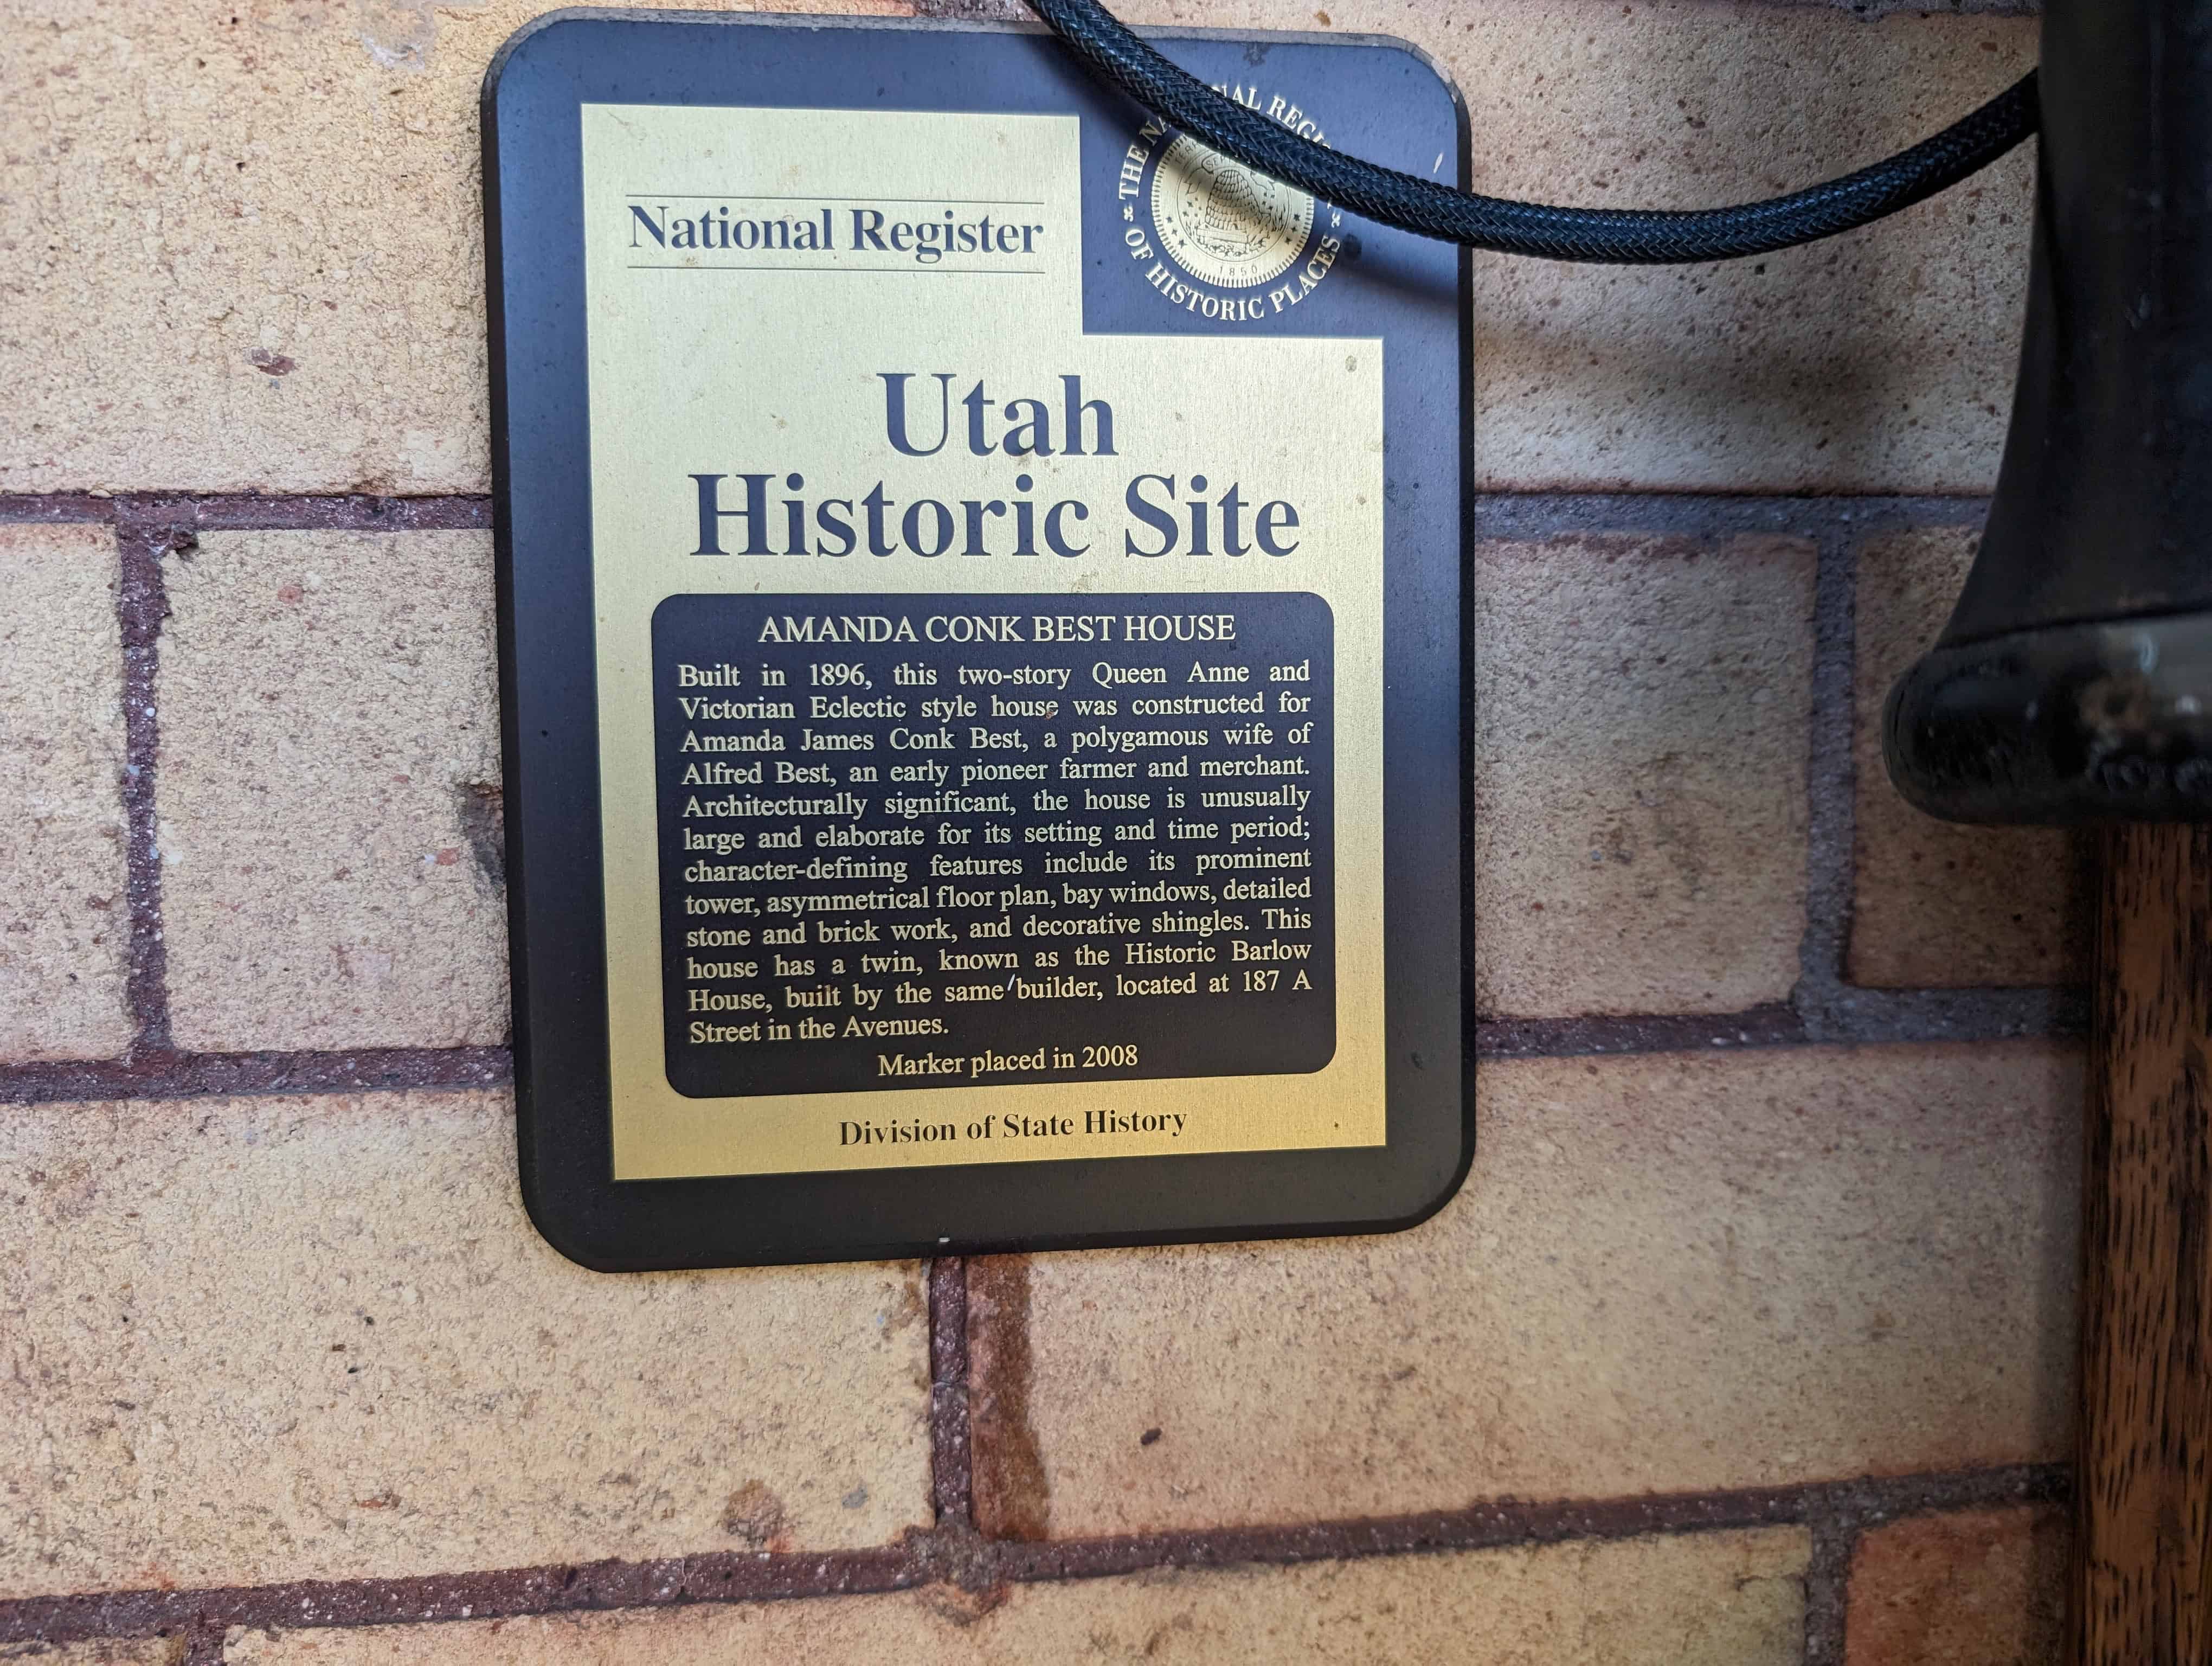 National Register
THE NATIONAL REGISTER
OF HISTORIC PLACES
1850
Utah
Historic Site
AMANDA CONK BEST HOUSE
Built in 1896, this two-story Queen Anne and
Victorian Eclectic style house was constructed for
Amanda James Conk Best, a polygamous wife of
Alfred Best, an early pioneer farmer and merchant.
Architecturally significant, the house is unusually
large and elaborate for its setting and time period;
character-defining features include its prominent
tower, asymmetrical floor plan, bay windows, detailed
stone and brick work, and decorative shingles. This
house has a twin, known as the Historic Barlow
House, built by the same builder, located at 187 A
Street in the Avenues.
Marker placed in 2008
Division of State History